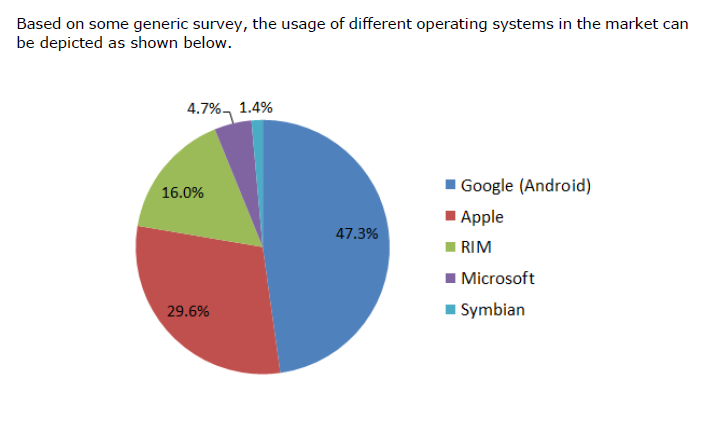 Based on some generic survey, the usage of different operating systems in the market can
be depicted as shown below.
4.7% 1.4%
16.0%
47.3%
29.6%
Google (Android)
Apple
RIM
Microsoft
Symbian